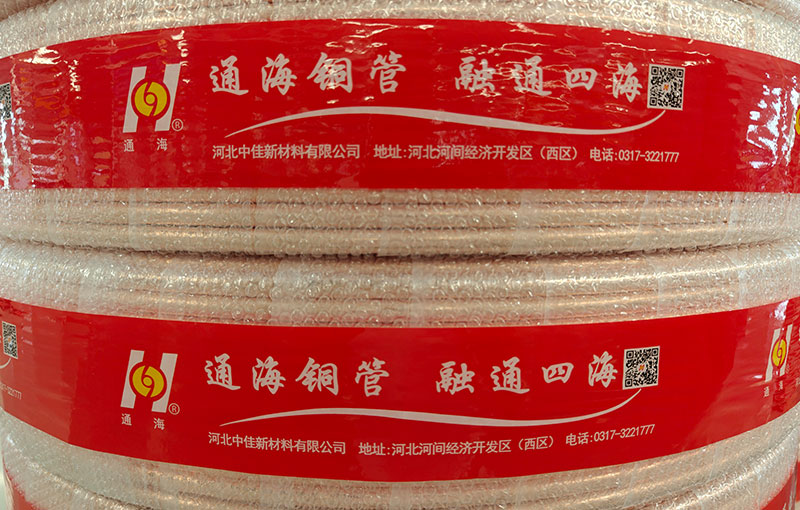 通海铜管 融通四海
®
通 海
河北中佳新材料有限公司 地址:河北河间经济开发区（西区） 电话:0317-3221777
通海铜管 融通四海
®
通 海
河北中佳新材料有限公司 地址:河北河间经济开发区（西区） 电话:0317-3221777